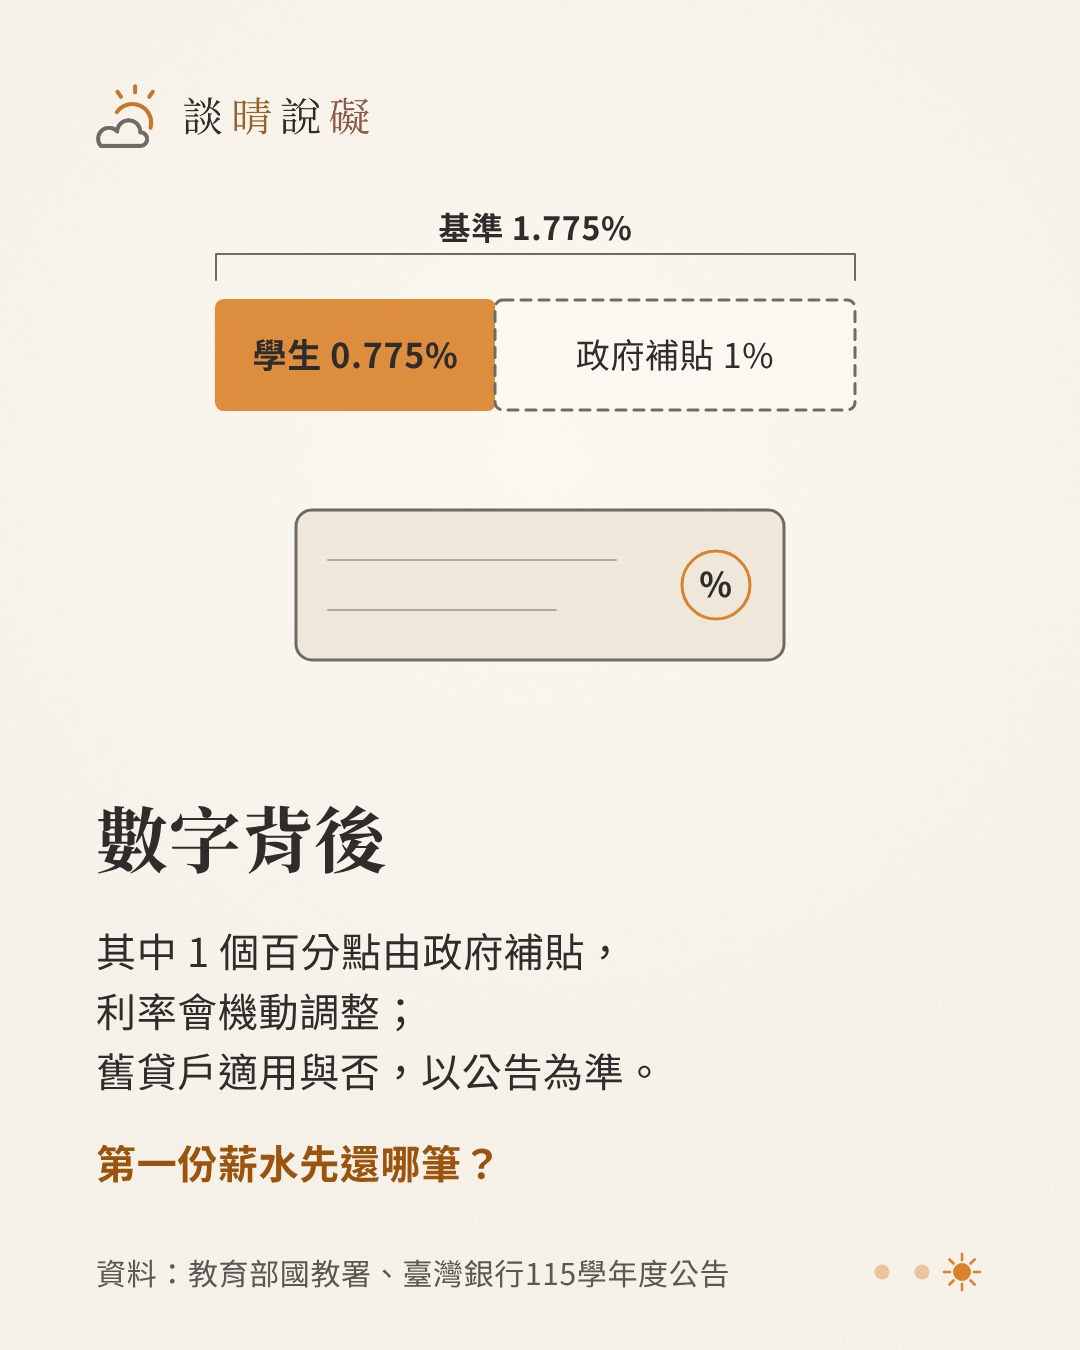 談晴說礙
基準 1.775%
學生 0.775%
政府補貼 1%
%
數字背後
其中 1 個百分點由政府補貼，
利率會機動調整；
舊貸戶適用與否，以公告為準。
第一份薪水先還哪筆？
資料：教育部國教署、臺灣銀行115學年度公告